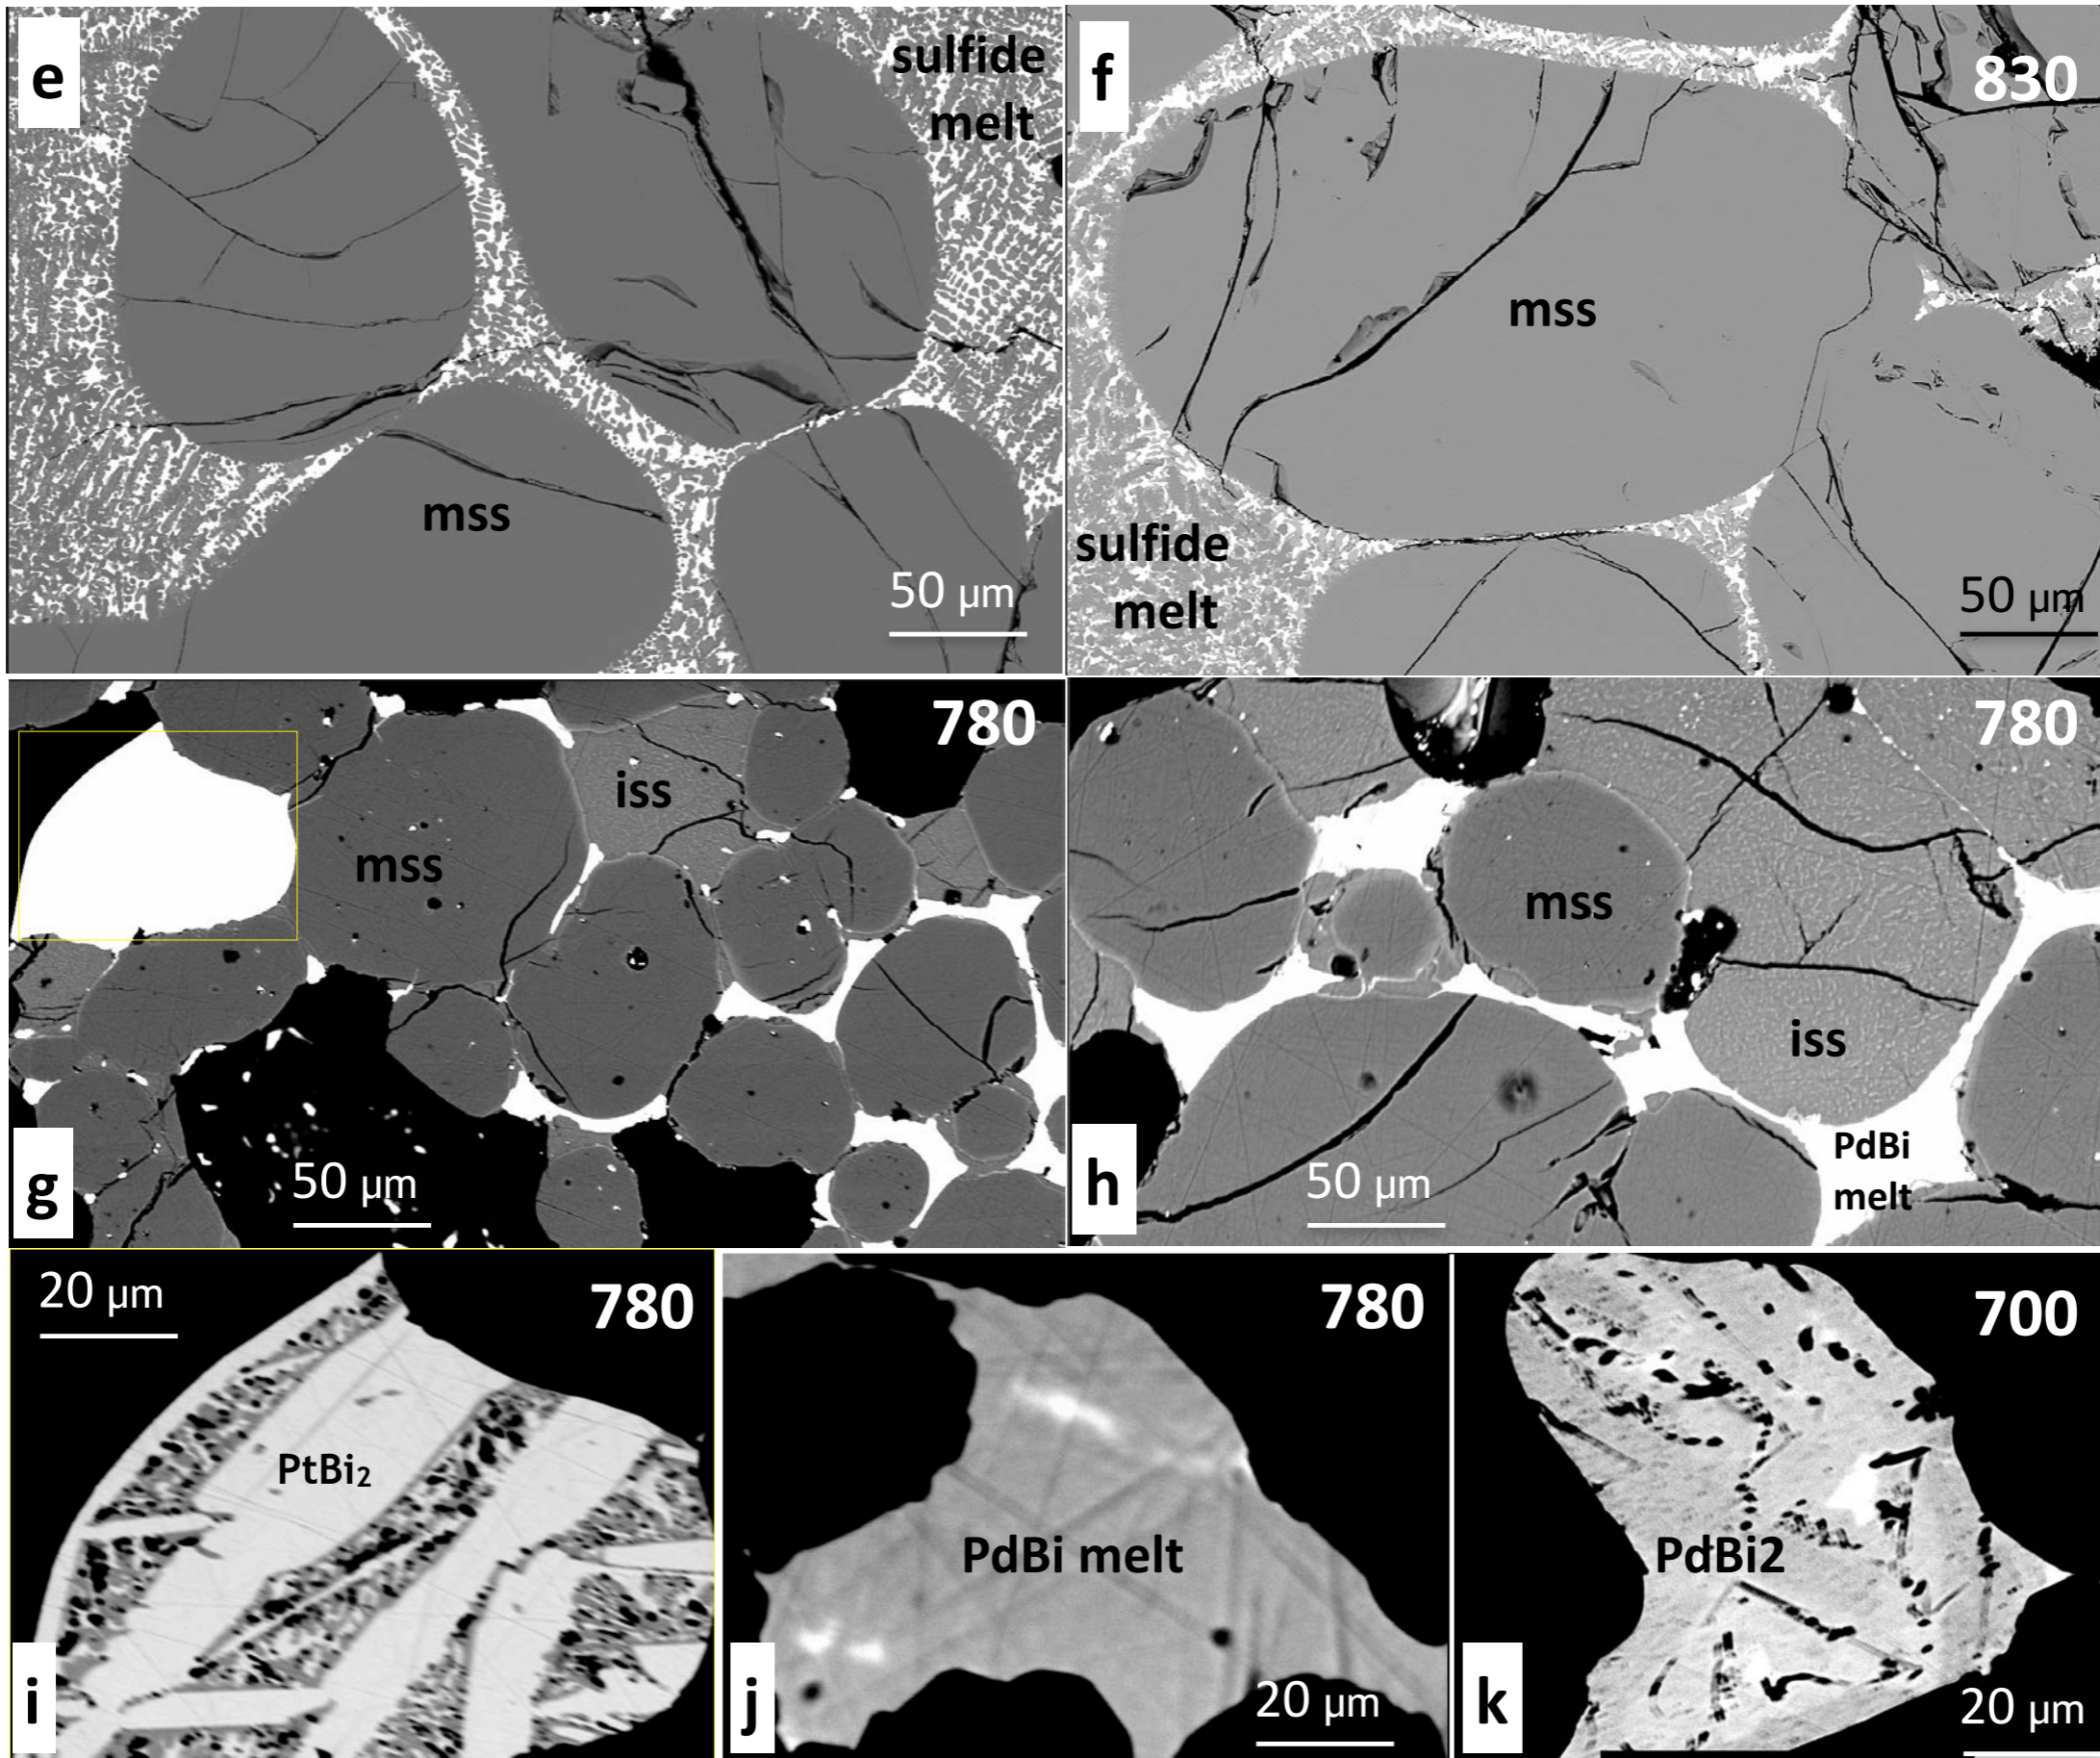 e
sulfide
melt
mss
50 µm
f
830
mss
sulfide
melt
50 µm
780
iss
mss
g
50 µm
780
mss
iss
PdBi
melt
h
50 µm
20 µm
780
PtBi₂
i
780
PdBi melt
j
20 µm
700
PdBi2
k
20 µm